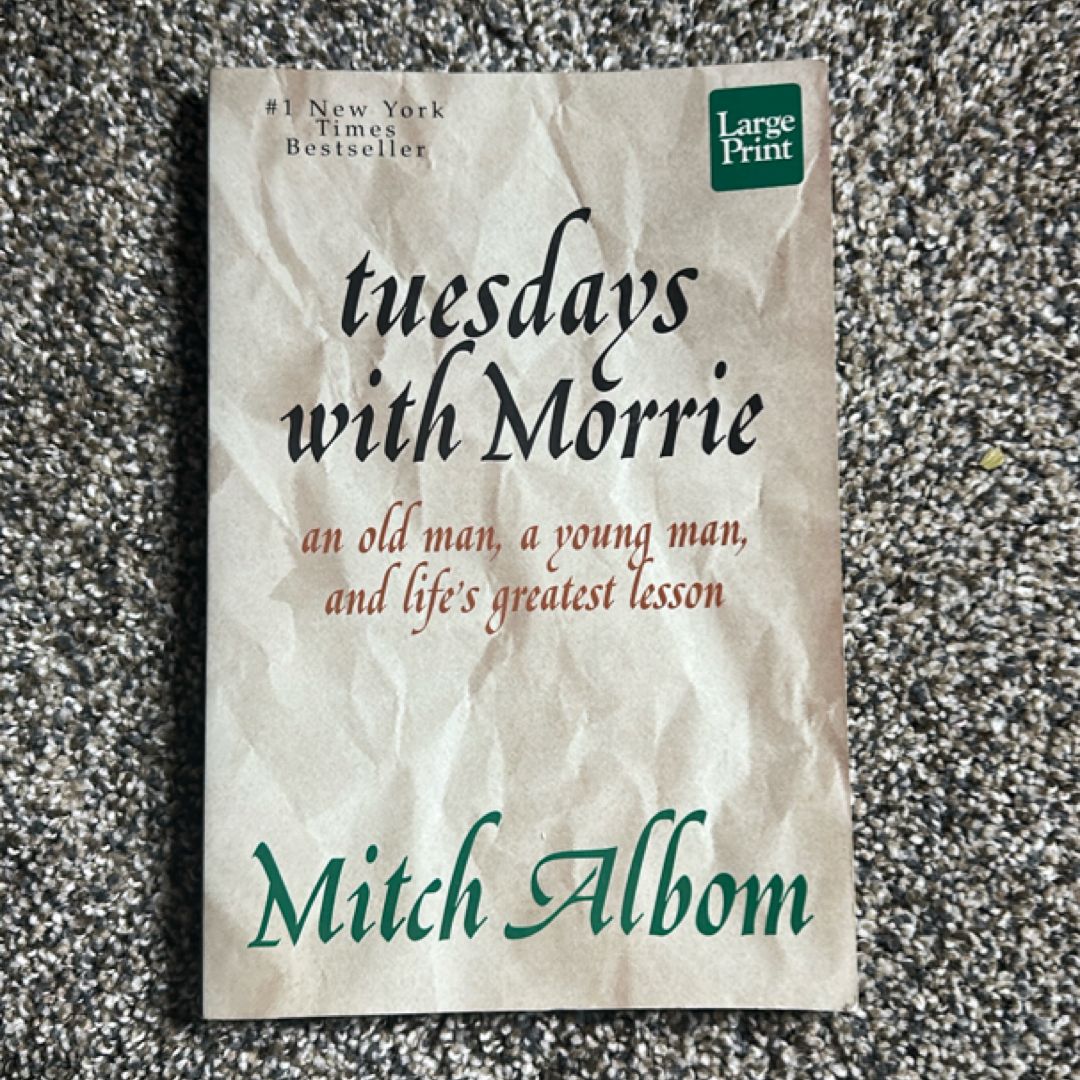 #1 New York
Times
Bestseller
Large
Print
tuesdays
with Morrie
an old man, a young man,
and life's greatest lesson
Mitch Albom